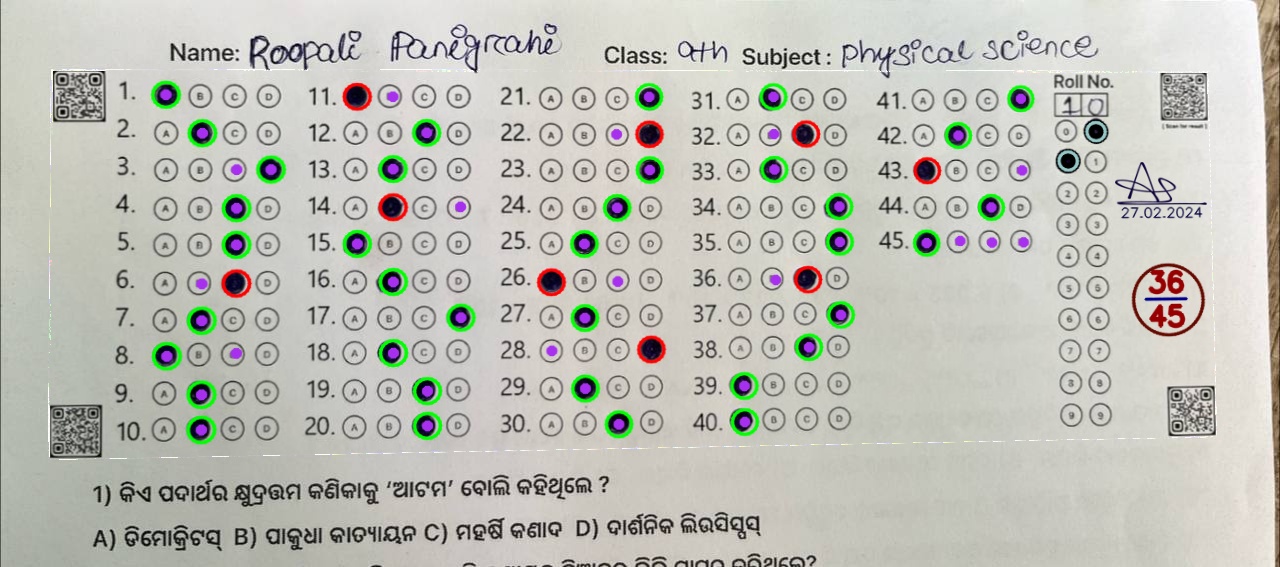 Name: Roopali Panigrahi Class: 9th Subject : Physical science
1. B C D 11. C D 21. A B C 31. A C D 41. A B C
2. A C D 12. A B D 22. A B 32. A D 42. A C D
3. A B 13. A C D 23. A B C 33. A C D 43. B C
4. A B D 14. A C 24. A B D 34. A B C 44. A B D
5. A B D 15. B C D 25. A C D 35. A B C 45.
6. A D 16. A C D 26. B D 36. A D
7. A C D 17. A B C 27. A C D 37. A B C
8. B D 18. A C D 28. B C 38. A B D
9. A C D 19. A B D 29. A C D 39. B C D
10. A C D 20. A B D 30. A B D 40. B C D
Roll No.
1 0
0
1
2 2
3 3
4 4
5 5
6 6
7 7
8 8
9 9
[ Scan for result ]
27.02.2024
36
45
1) କିଏ ପଦାର୍ଥର କ୍ଷୁଦ୍ରତ୍ତମ କଣିକାକୁ ‘ଆଟମ’ ବୋଲି କହିଥିଲେ ?
A) ଡିମୋକ୍ରିଟସ୍ B) ପାକୁଧା କାତ୍ୟାୟନ C) ମହର୍ଷି କଣାଦ D) ଦାର୍ଶନିକ ଲିଉସିପ୍ପସ୍